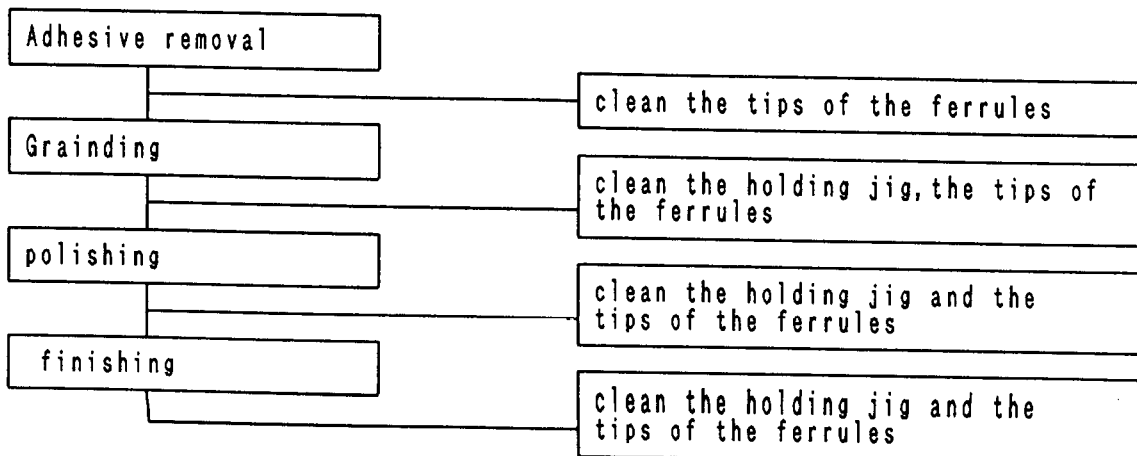 Adhesive removal
clean the tips of the ferrules
Grainding
clean the holding jig, the tips of
the ferrules
polishing
clean the holding jig and the
tips of the ferrules
finishing
clean the holding jig and the
tips of the ferrules